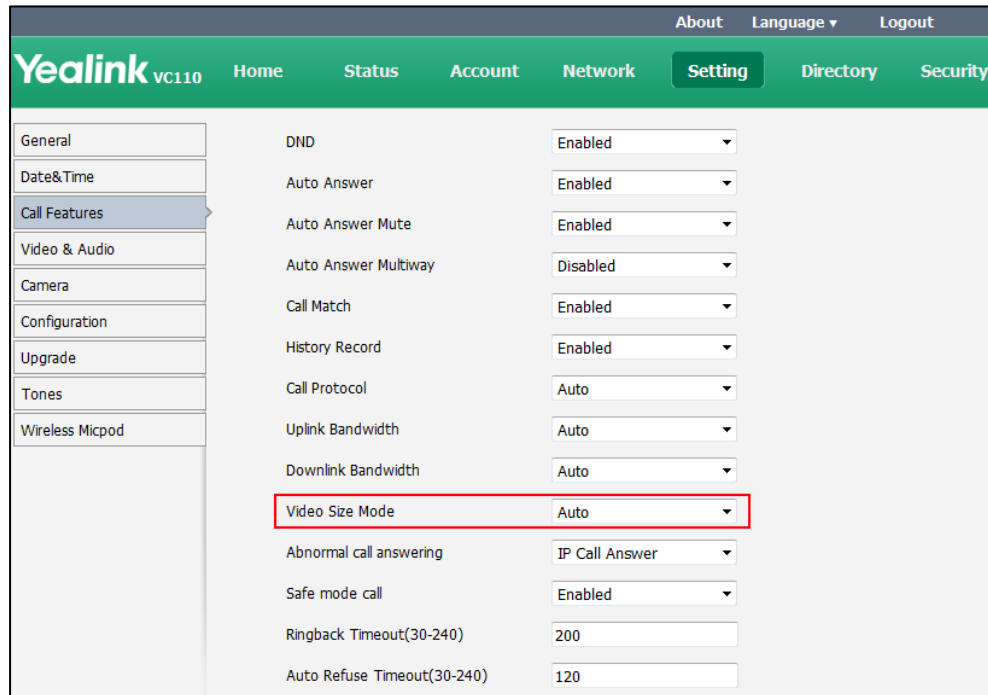 About Language Logout
Yealink VC110 Home Status Account Network Setting Directory Security
General
Date&Time
Call Features
Video & Audio
Camera
Configuration
Upgrade
Tones
Wireless Micpod
DND Enabled
Auto Answer Enabled
Auto Answer Mute Enabled
Auto Answer Multiway Disabled
Call Match Enabled
History Record Enabled
Call Protocol Auto
Uplink Bandwidth Auto
Downlink Bandwidth Auto
Video Size Mode Auto
Abnormal call answering IP Call Answer
Safe mode call Enabled
Ringback Timeout(30-240) 200
Auto Refuse Timeout(30-240) 120